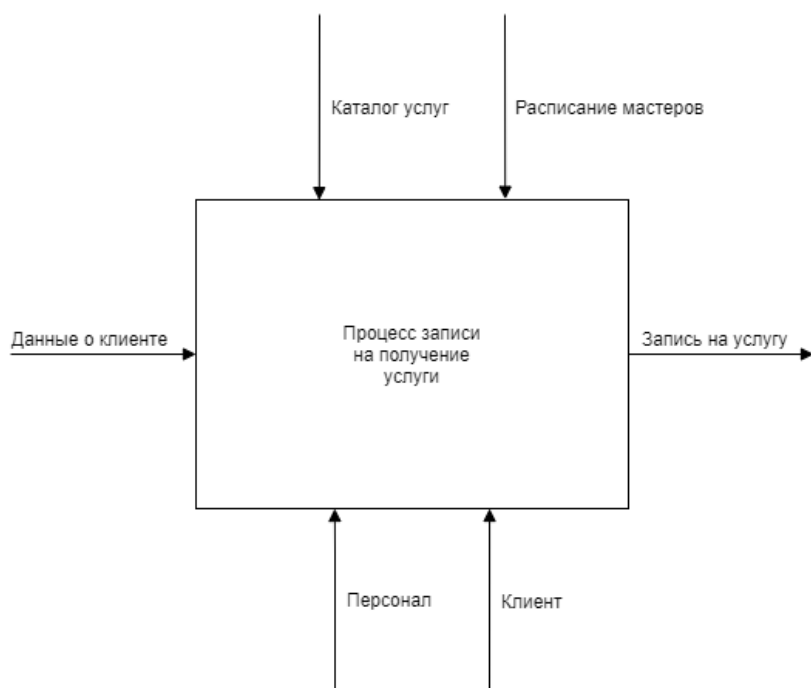 Каталог услуг
Расписание мастеров
Данные о клиенте
Процесс записи
на получение
услуги
Запись на услугу
Персонал
Клиент